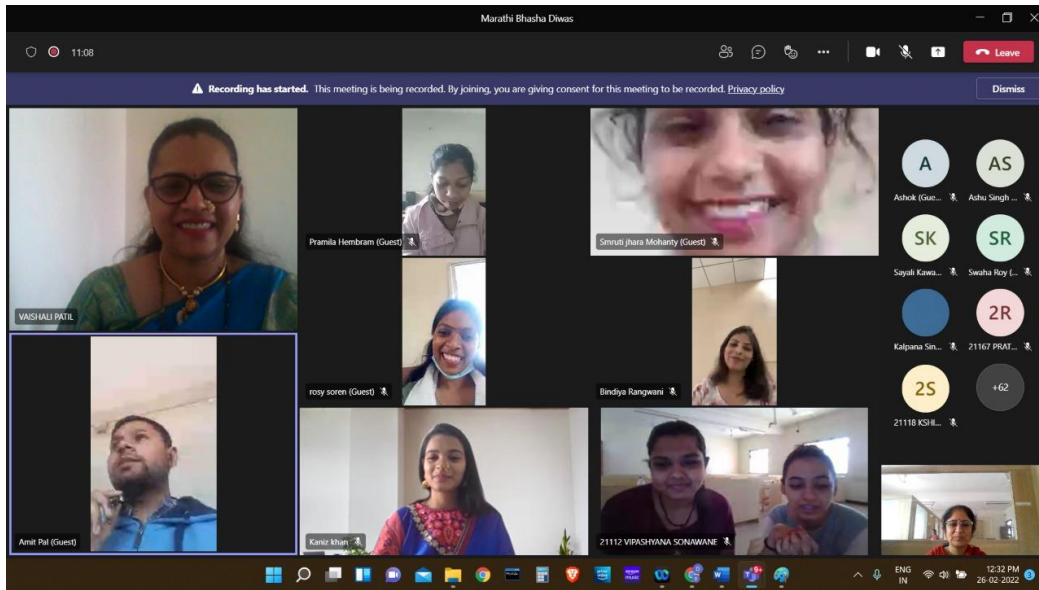 Marathi Bhasha Diwas
11:08
Leave
Recording has started. This meeting is being recorded. By joining, you are giving consent for this meeting to be recorded. Privacy policy
Dismiss
VAISHALI PATIL
Pramila Hembram (Guest)
Smruti jhara Mohanty (Guest)
A
Ashok (Gue...
AS
Ashu Singh ...
SK
Sayali Kawa...
SR
Swaha Roy (...
Kalpana Sin...
2R
21167 PRAT...
2S
21118 KSHI...
+62
rosy soren (Guest)
Bindiya Rangwani
Amit Pal (Guest)
Kaniz khan
21112 VIPASHYANA SONAWANE
ENG
IN
12:32 PM
26-02-2022
3